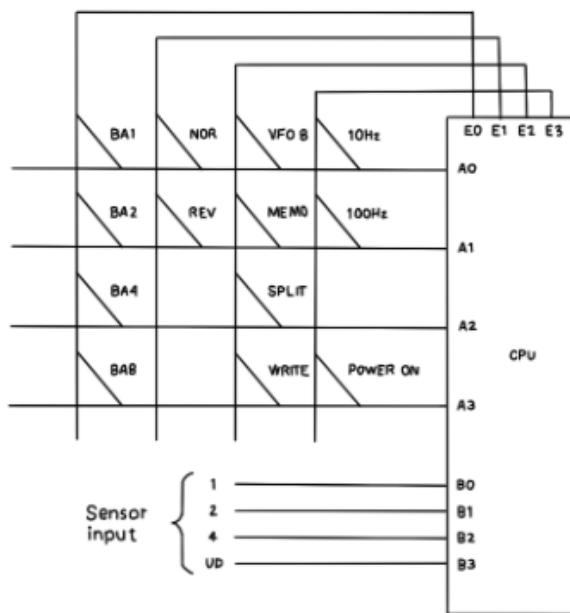 E0 E1 E2 E3
BA1 NOR VFO B 10Hz
A0
BA2 REV MEMO 100Hz
A1
BA4 SPLIT
A2
CPU
BA8 WRITE POWER ON
A3
1 B0
2 B1
Sensor
input
4 B2
UD B3